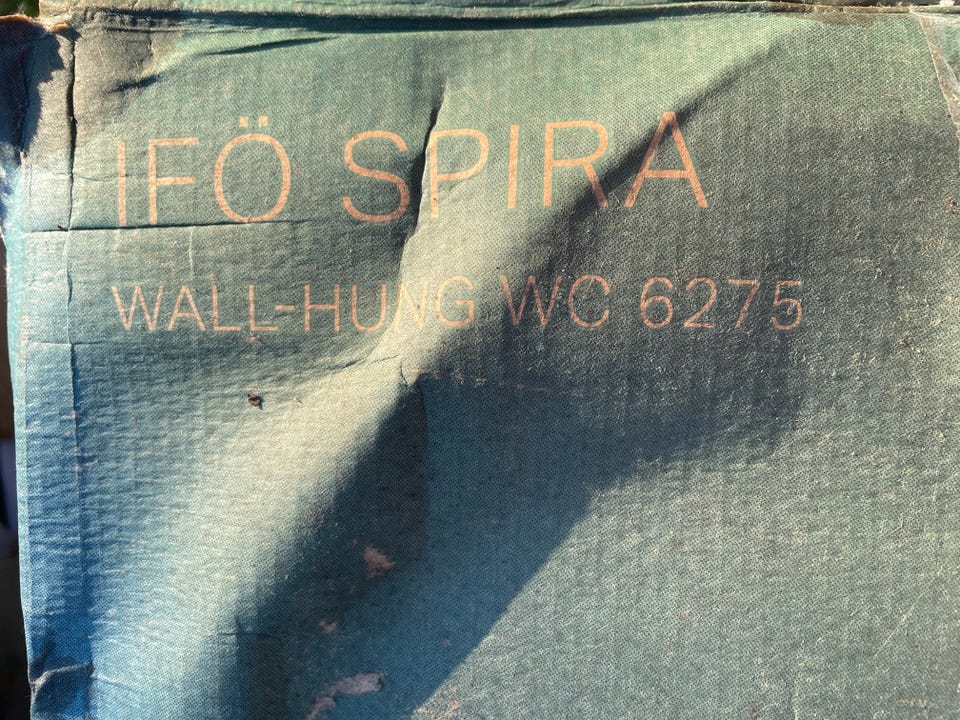 IFÖ SPIRA
WALL-HUNG WC 6275